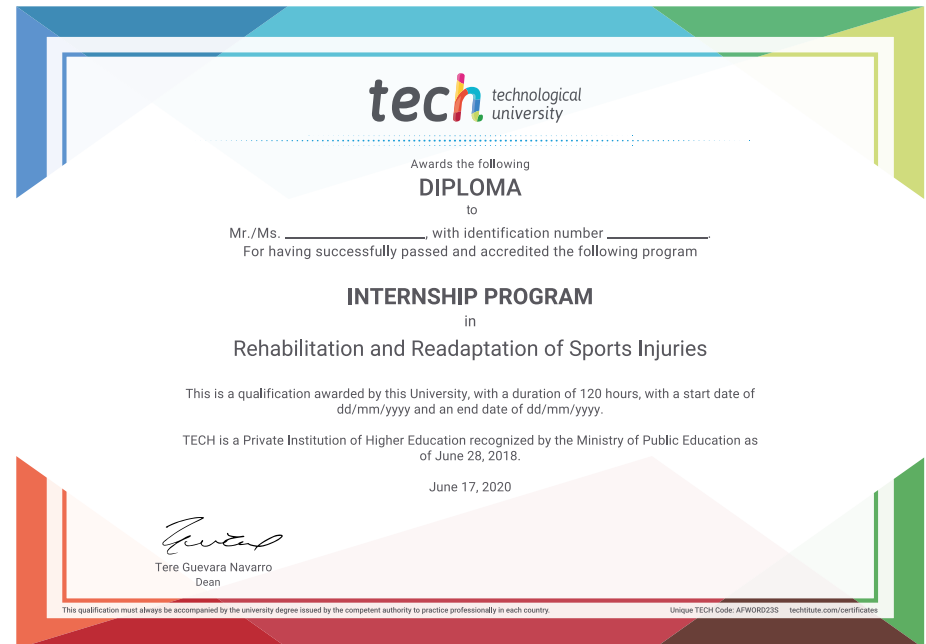 tech technological
university
Awards the following
DIPLOMA
to
Mr./Ms. ____________________, with identification number ______________.
For having successfully passed and accredited the following program
INTERNSHIP PROGRAM
in
Rehabilitation and Readaptation of Sports Injuries
This is a qualification awarded by this University, with a duration of 120 hours, with a start date of
dd/mm/yyyy and an end date of dd/mm/yyyy.
TECH is a Private Institution of Higher Education recognized by the Ministry of Public Education as
of June 28, 2018.
June 17, 2020
Tere Guevara Navarro
Dean
This qualification must always be accompanied by the university degree issued by the competent authority to practice professionally in each country.
Unique TECH Code: AFWORD23S techtitute.com/certificates